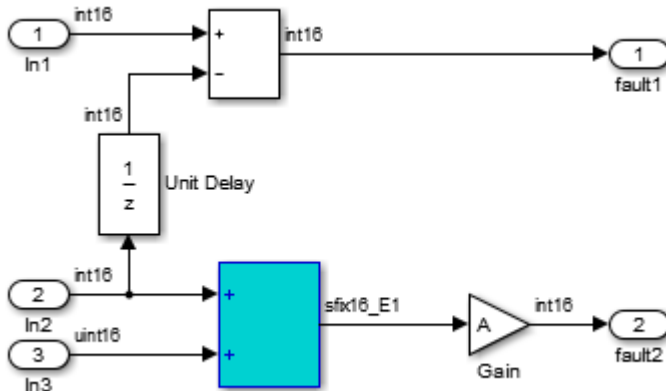 int16
1
In1
+
−
int16
1
fault1
int16
1
z
Unit Delay
int16
2
In2
uint16
3
In3
+
+
sfix16_E1
A
Gain
int16
2
fault2